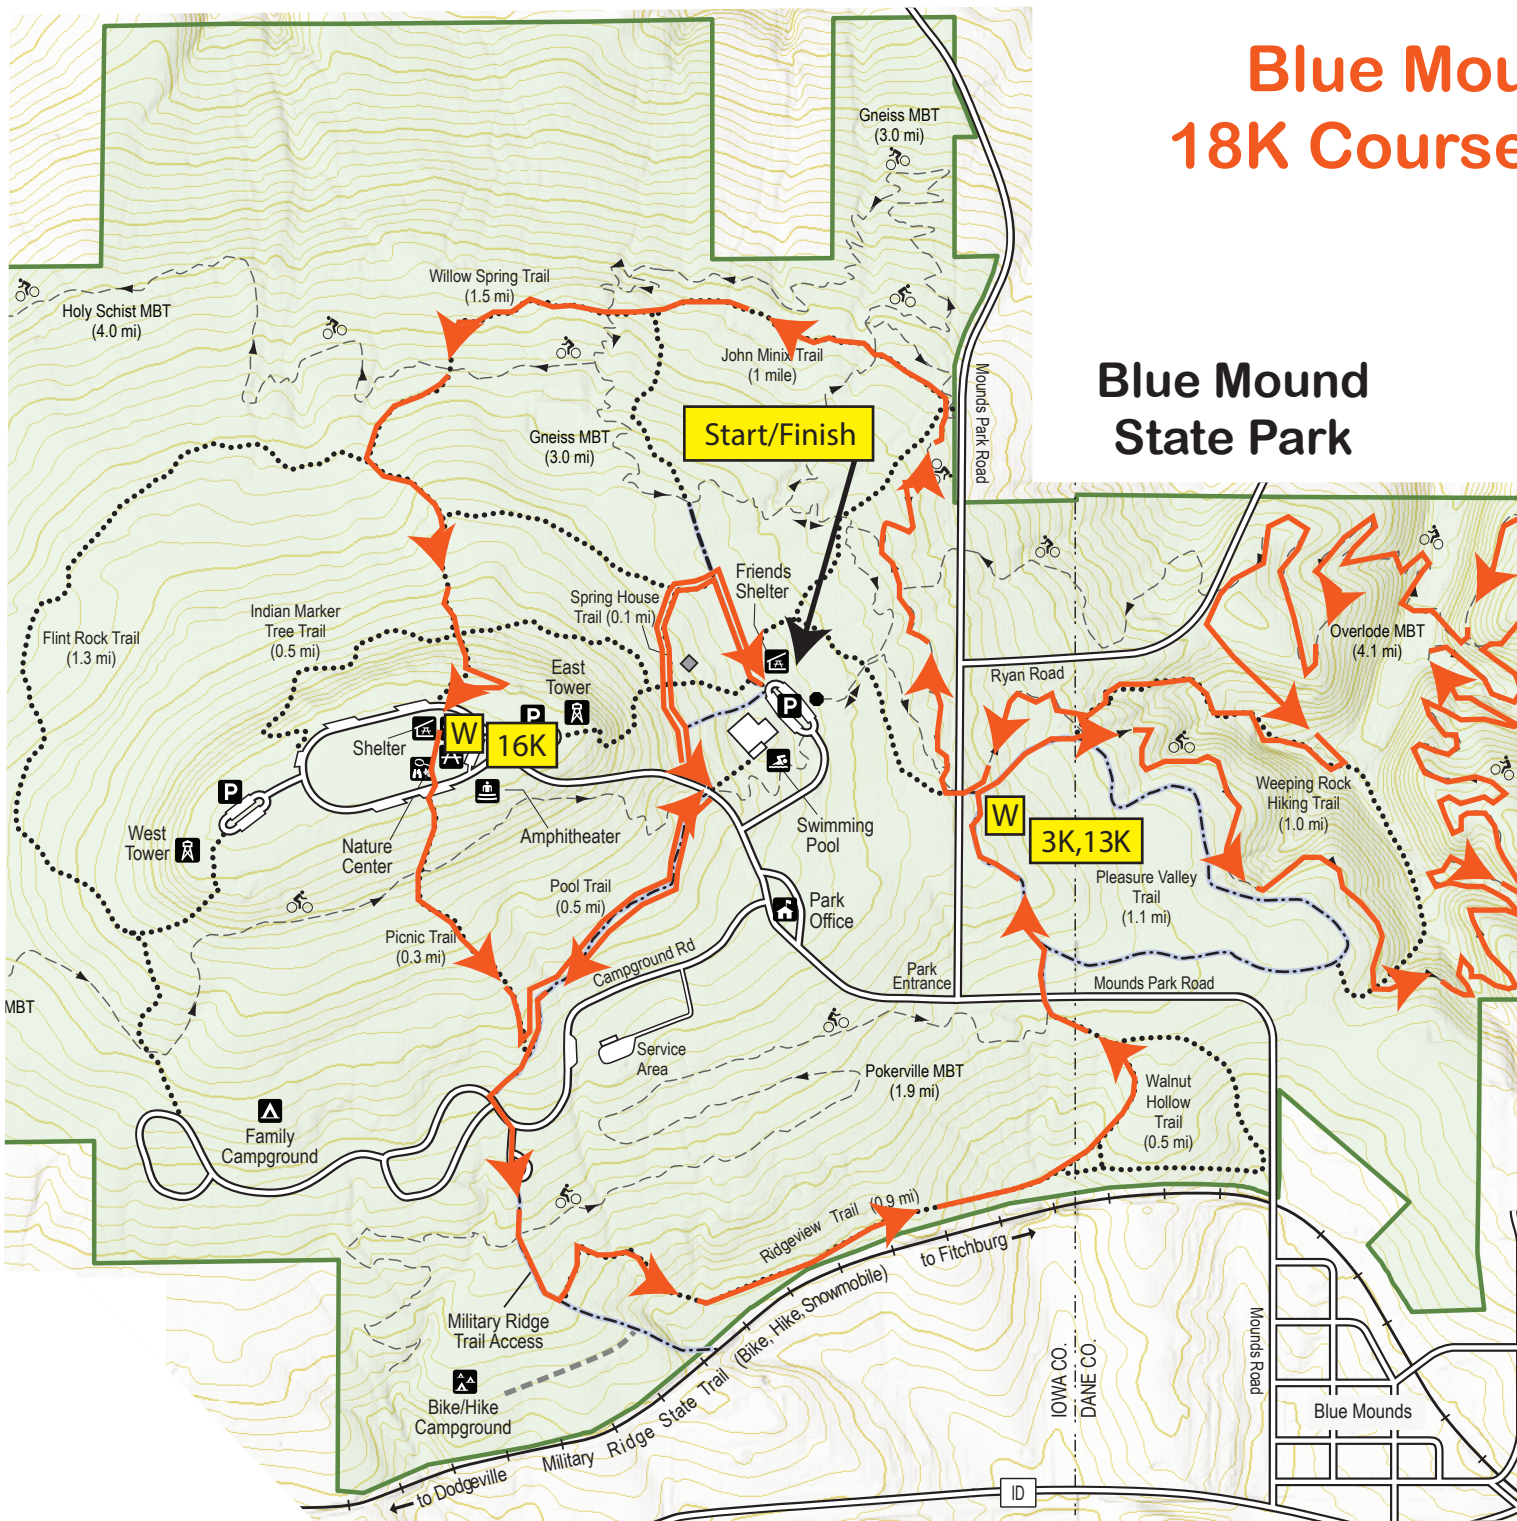 Blue Mou
18K Course
Blue Mound
State Park
Gneiss MBT
(3.0 mi)
Willow Spring Trail
(1.5 mi)
Holy Schist MBT
(4.0 mi)
John Minix Trail
(1 mile)
Mounds Park Road
Start/Finish
Gneiss MBT
(3.0 mi)
Friends
Shelter
Spring House
Trail (0.1 mi)
Indian Marker
Tree Trail
(0.5 mi)
Flint Rock Trail
(1.3 mi)
East
Tower
Overlode MBT
(4.1 mi)
Ryan Road
P
P
Shelter
W
16K
P
West
Tower
Nature
Center
Amphitheater
Swimming
Pool
W
3K,13K
Weeping Rock
Hiking Trail
(1.0 mi)
Pleasure Valley
Trail
(1.1 mi)
Pool Trail
(0.5 mi)
Park
Office
Picnic Trail
(0.3 mi)
Campground Rd
Park
Entrance
Mounds Park Road
MBT
Service
Area
Pokerville MBT
(1.9 mi)
Walnut
Hollow
Trail
(0.5 mi)
Family
Campground
Ridgeview Trail (0.9 mi)
to Fitchburg
Military Ridge
Trail Access
Bike/Hike
Campground
Military Ridge State Trail (Bike, Hike, Snowmobile)
to Dodgeville
IOWA CO.
DANE CO.
Mounds Road
Blue Mounds
ID